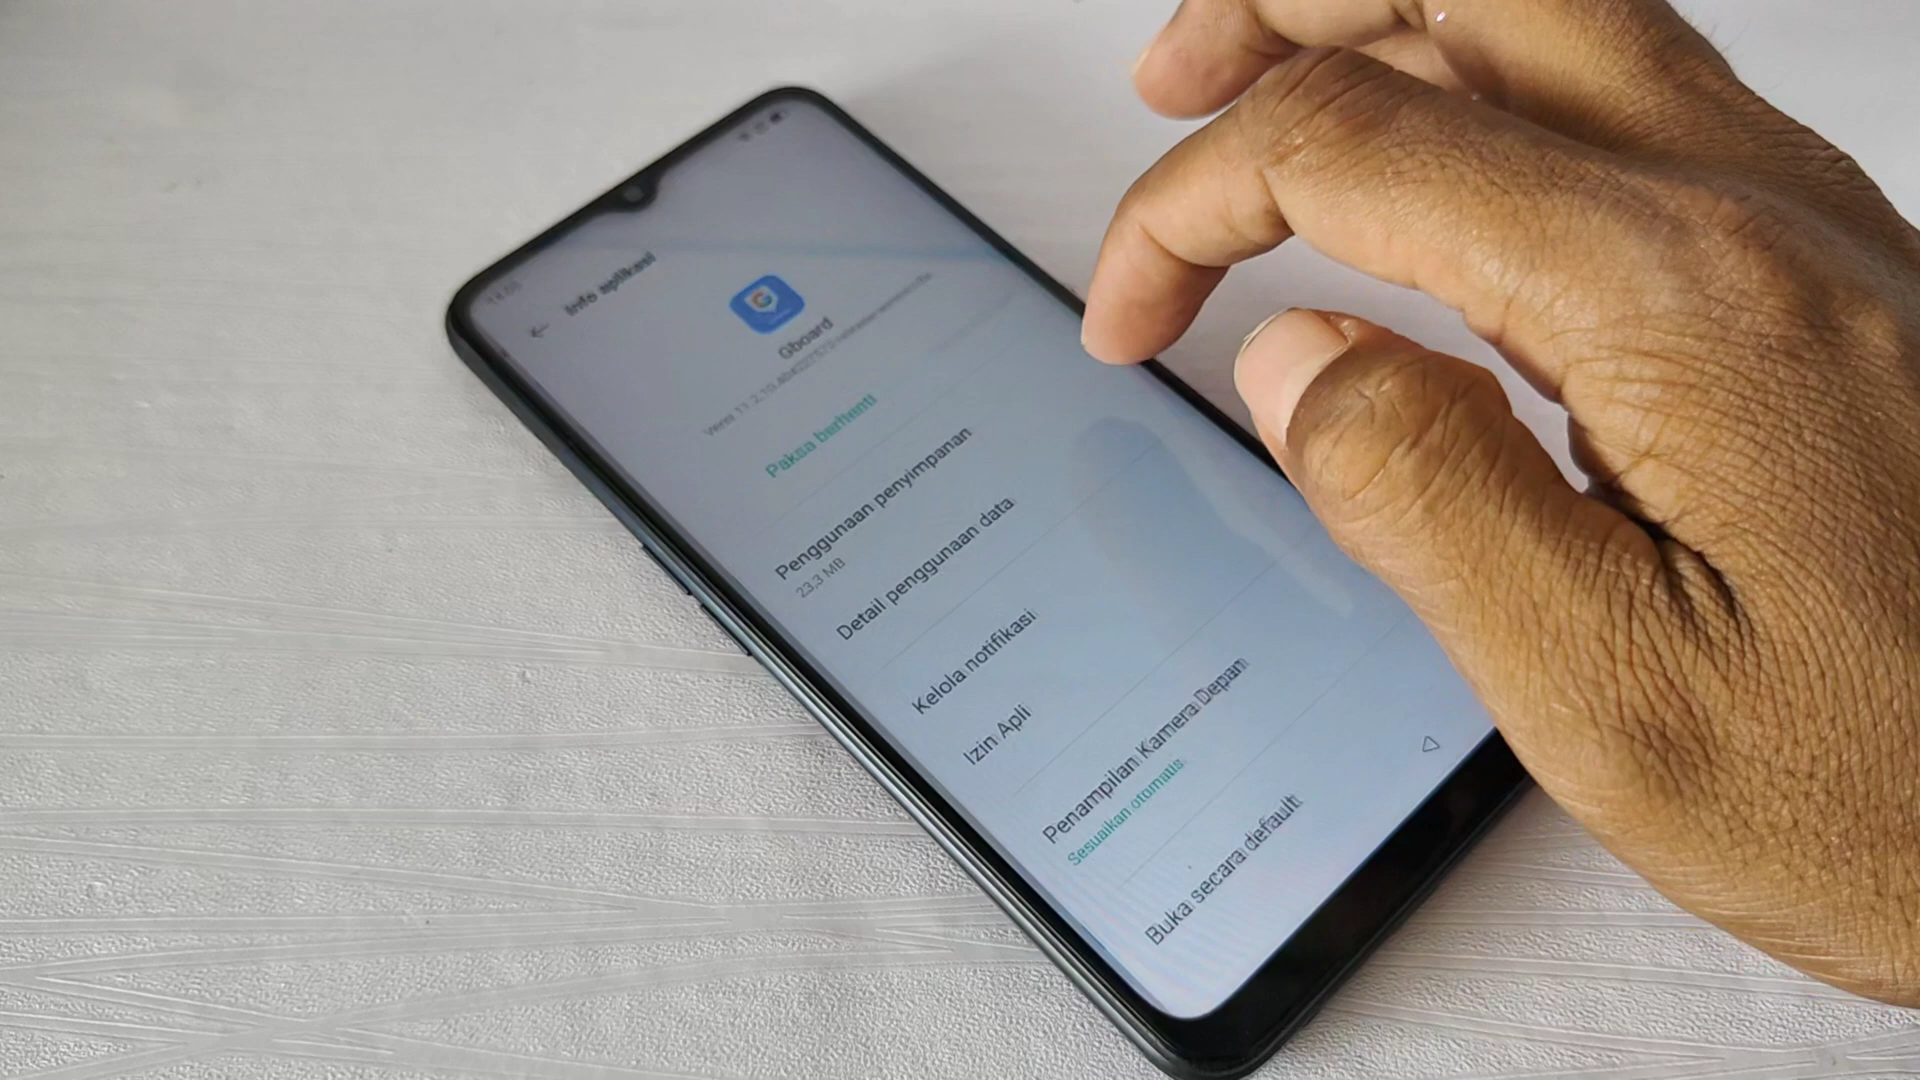 Info aplikasi
Gboard
Paksa berhenti
Penggunaan penyimpanan
23,3 MB
Detail penggunaan data
Kelola notifikasi
Izin Apli
Penampilan Kamera Depan
Sesuaikan otomatis
Buka secara default